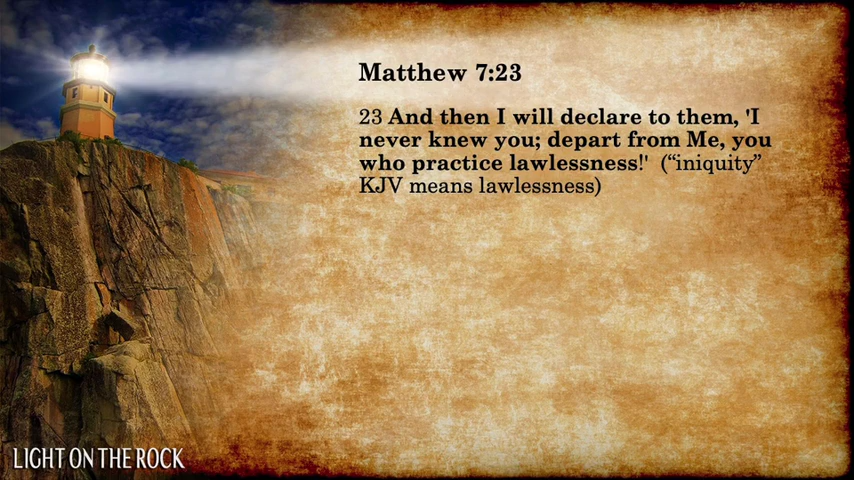 Matthew 7:23
23 And then I will declare to them, 'I
never knew you; depart from Me, you
who practice lawlessness!' (“iniquity”
KJV means lawlessness)
LIGHT ON THE ROCK